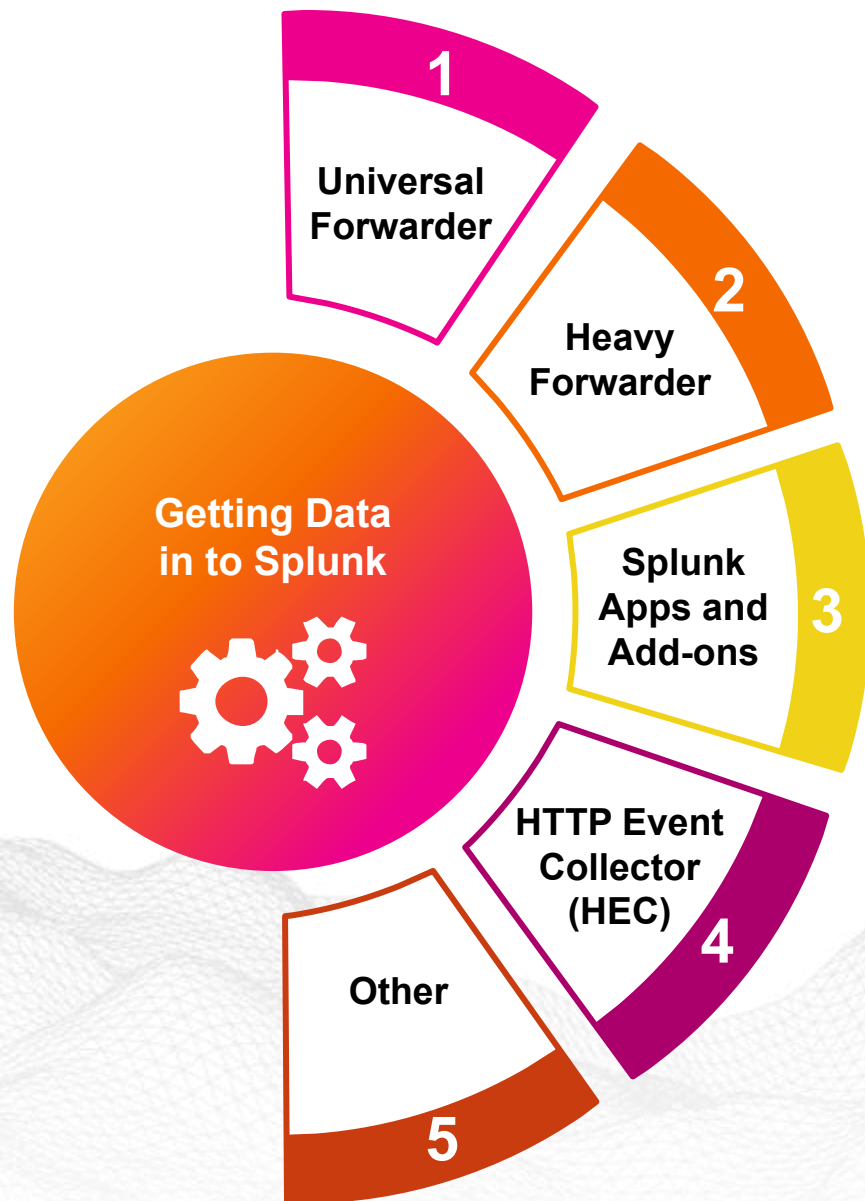 Getting Data
in to Splunk
1
Universal
Forwarder
2
Heavy
Forwarder
3
Splunk
Apps and
Add-ons
4
HTTP Event
Collector
(HEC)
5
Other